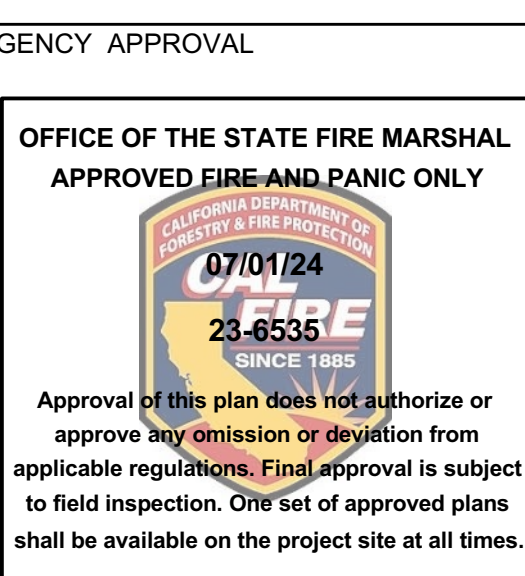 GENCY APPROVAL
OFFICE OF THE STATE FIRE MARSHAL
APPROVED FIRE AND PANIC ONLY
CALIFORNIA DEPARTMENT OF
FORESTRY & FIRE PROTECTION
07/01/24
CAL
FIRE
23-6535
SINCE 1885
Approval of this plan does not authorize or
approve any omission or deviation from
applicable regulations. Final approval is subject
to field inspection. One set of approved plans
shall be available on the project site at all times.